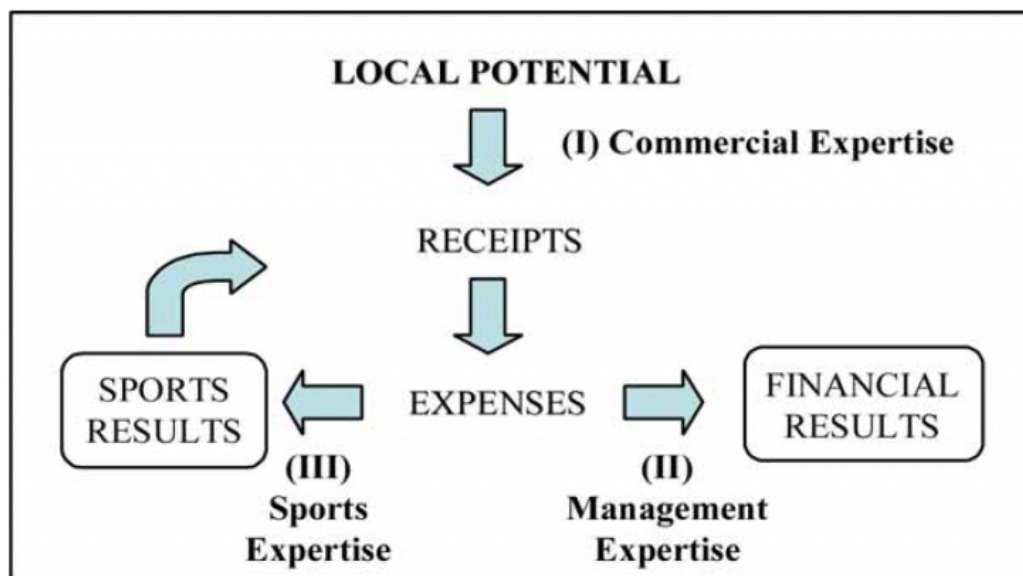 LOCAL POTENTIAL
(I) Commercial Expertise
RECEIPTS
SPORTS
RESULTS
EXPENSES
FINANCIAL
RESULTS
(III)
Sports
Expertise
(II)
Management
Expertise